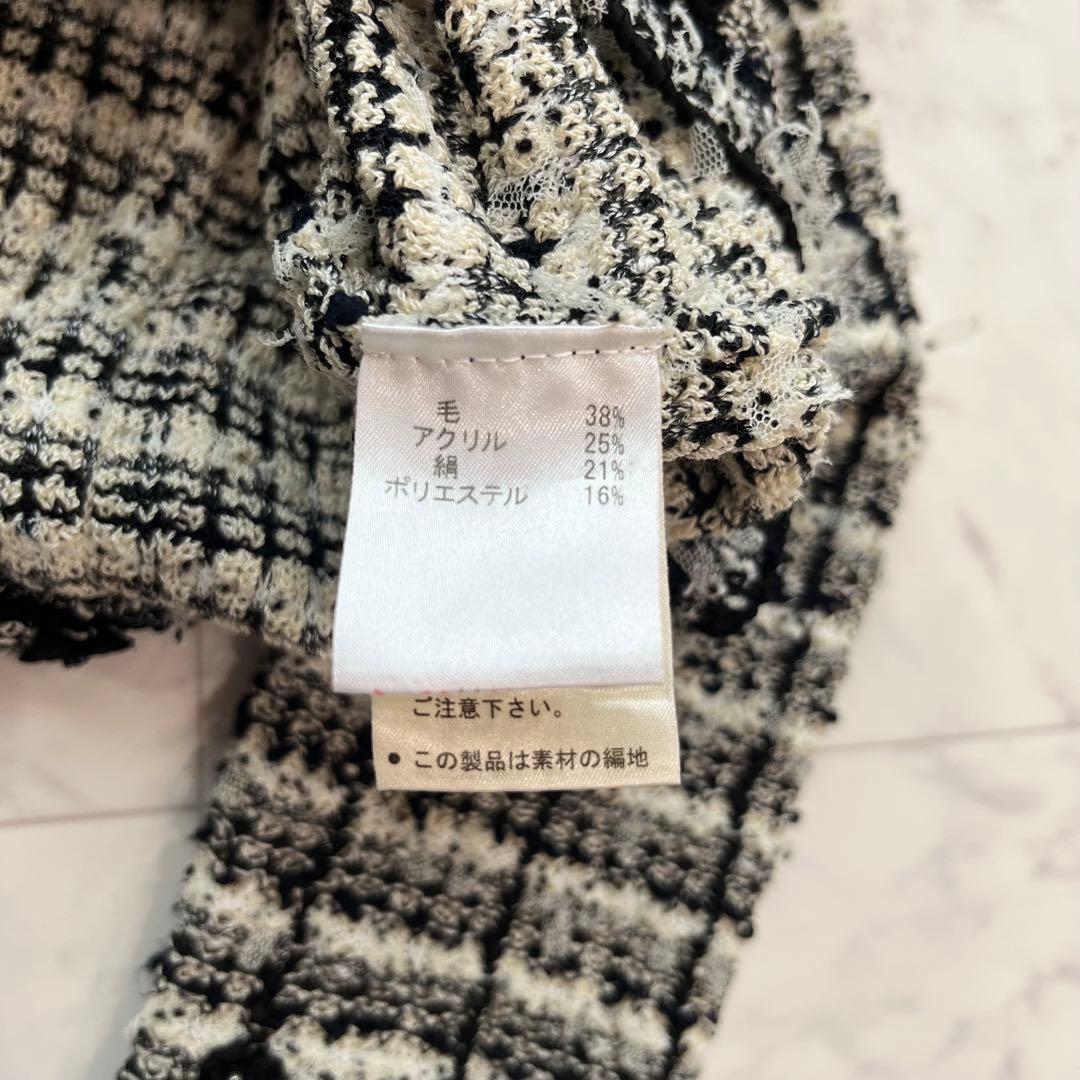 毛 38%
アクリル 25%
絹 21%
ポリエステル 16%
ご注意下さい。
• この製品は素材の編地